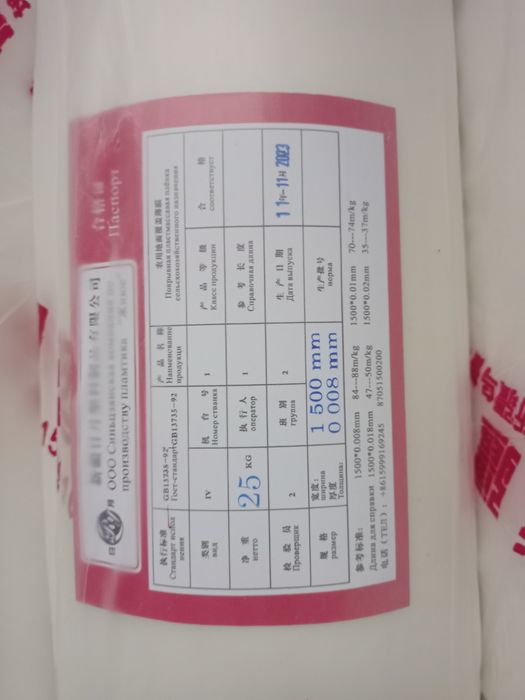 日 月
新疆日月塑料制品有限公司 合格证
ООО Синьцзянская компания по
производству пламтика Паспорт
执行标准 GB13735-92 产 品 名 称 农用地面覆盖薄膜
Гост-стандарт GB13735-92 Наименование продукци Покрывная пластмассовая плёнка
сельскохозяйственного назначения
类别 IV 机 台 号 1 产 品 等 级 合 格
вид Номер станка Класс продукции соответствует
净 重 25 KG 执 行 人 1 参 考 长 度
нетто оператор Справочная длина
检 验 员 2 班 别 2 生 产 日 期 11年-11月 2023
Проверщик группа Дата выпуска
规 格 宽度: 1 500 mm 生产批号
размер ширина норма
厚度 0 008 mm
Толщина:
参考标准: 1500*0.008mm 84---88m/kg 1500*0.01mm 70---74m/kg
Длина для справки 1500*0.018mm 47---50m/kg 1500*0.02mm 35---37m/kg
电话(ТЕЛ): +8615999169245 87051500200